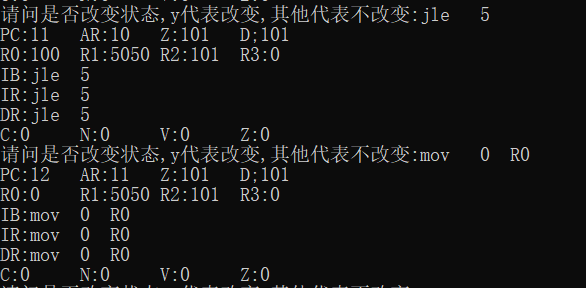 请问是否改变状态,y代表改变,其他代表不改变:jle   5
PC:11   AR:10   Z:101   D;101
R0:100  R1:5050 R2:101  R3:0
IB:jle  5
IR:jle  5
DR:jle  5
C:0     N:0     V:0     Z:0
请问是否改变状态,y代表改变,其他代表不改变:mov   0  R0
PC:12   AR:11   Z:101   D;101
R0:0    R1:5050 R2:101  R3:0
IB:mov  0  R0
IR:mov  0  R0
DR:mov  0  R0
C:0     N:0     V:0     Z:0